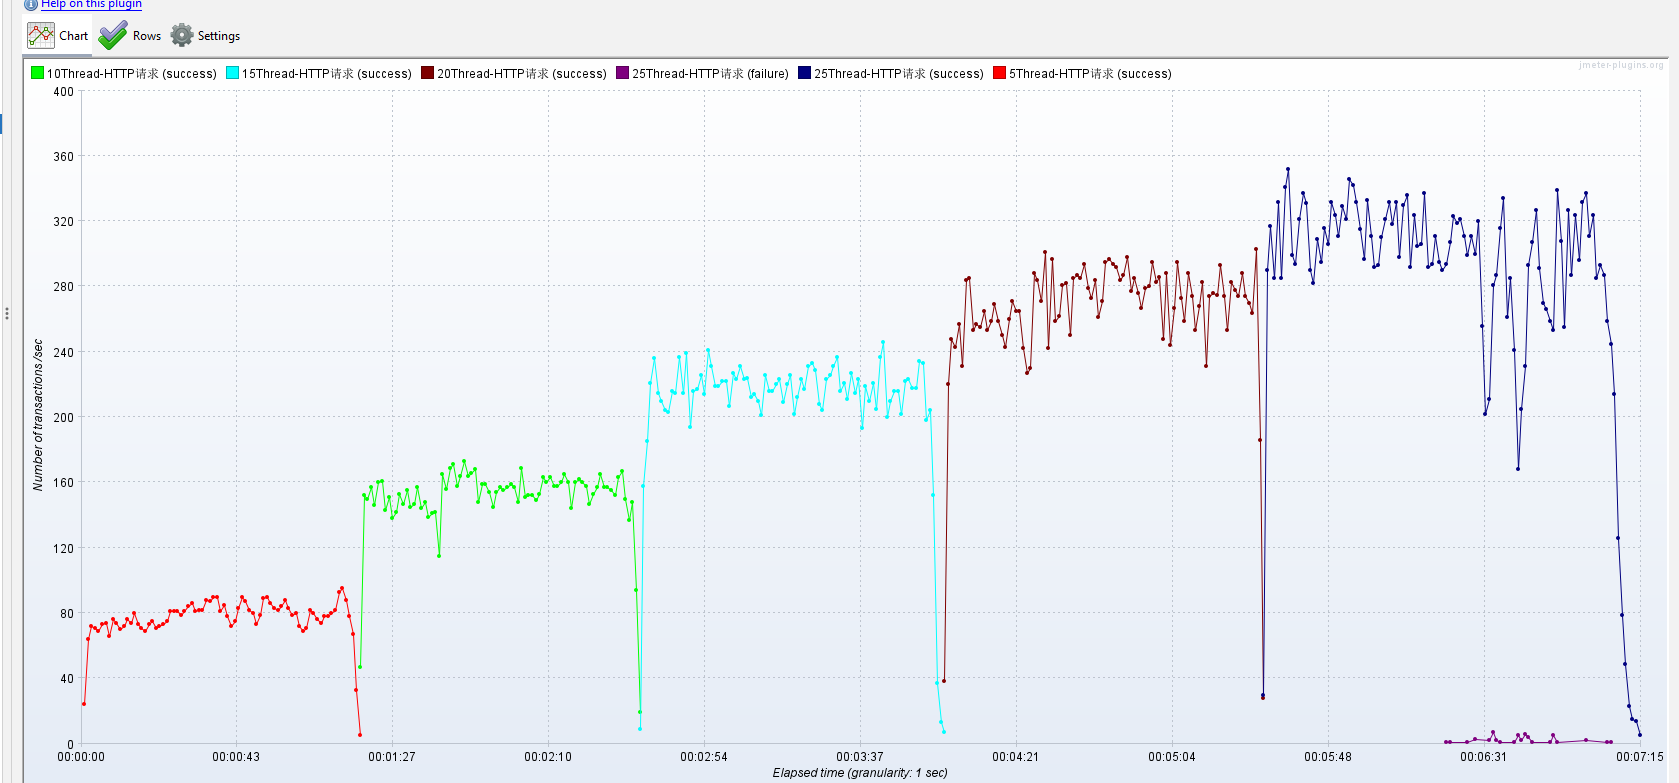 Help on this plugin
Chart Rows Settings
10Thread-HTTP请求 (success) 15Thread-HTTP请求 (success) 20Thread-HTTP请求 (success) 25Thread-HTTP请求 (failure) 25Thread-HTTP请求 (success) 5Thread-HTTP请求 (success)
jmeter-plugins.org
400
360
320
280
240
200
160
120
80
40
0
Number of transactions /sec
00:00:00 00:00:43 00:01:27 00:02:10 00:02:54 00:03:37 00:04:21 00:05:04 00:05:48 00:06:31 00:07:15
Elapsed time (granularity: 1 sec)